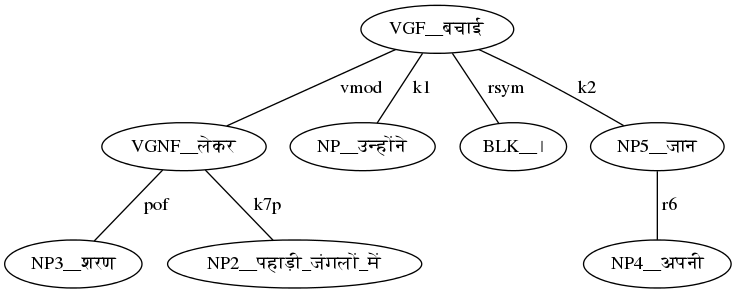 VGF__बचाई
vmod k1 rsym k2
VGNF__लेकर NP__उन्होंने BLK__। NP5__जान
pof k7p r6
NP3__शरण NP2__पहाड़ी_जंगलों_में NP4__अपनी